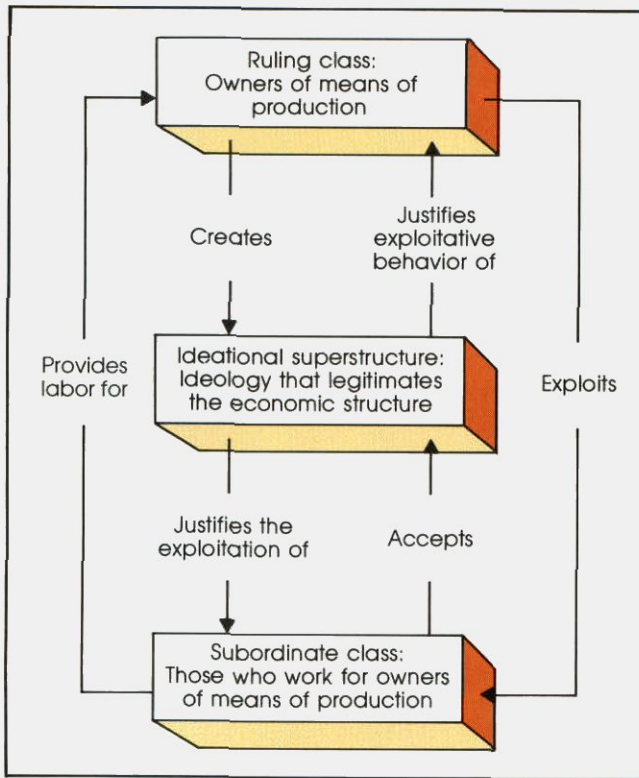 Ruling class:
Owners of means of
production
Creates
Justifies
exploitative
behavior of
Provides
labor for
Ideational superstructure:
Ideology that legitimates
the economic structure
Exploits
Justifies the
exploitation of
Accepts
Subordinate class:
Those who work for owners
of means of production